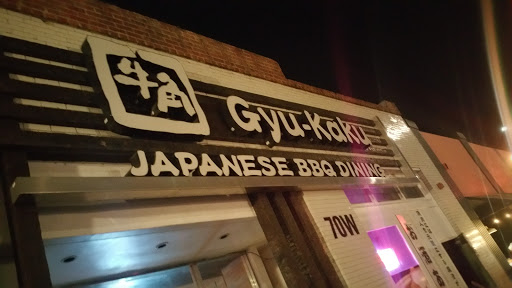 牛角
Gyu-Kaku
JAPANESE BBQ DINING
70W